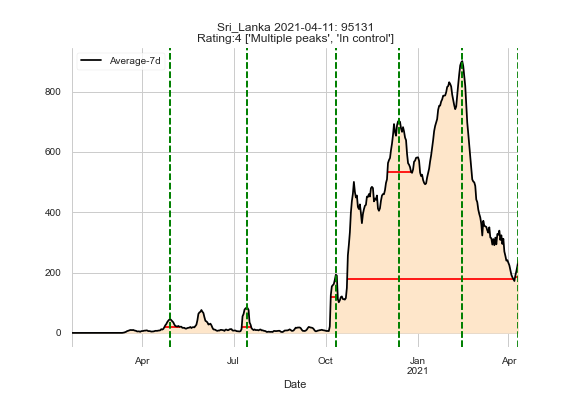 Sri_Lanka 2021-04-11: 95131
Rating:4 ['Multiple peaks', 'In control']
Average-7d
800
600
400
200
0
Apr
Jul
Oct
Jan
2021
Apr
Date